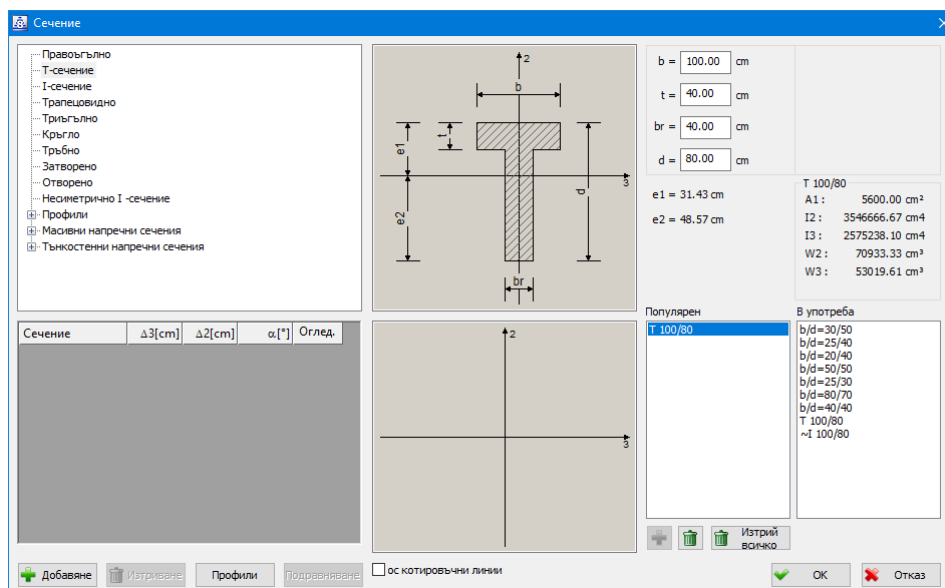 Сечение
Правоъгълно
Т-сечение
I-сечение
Трапецовидно
Триъгълно
Кръгло
Тръбно
Затворено
Отворено
Несиметрично I -сечение
Профили
Масивни напречни сечения
Тънкостенни напречни сечения
2
b
t
e1
3
d
e2
br
b = 100.00 cm
t = 40.00 cm
br = 40.00 cm
d = 80.00 cm
e1 = 31.43 cm
e2 = 48.57 cm
T 100/80
A1: 5600.00 cm²
I2 : 3546666.67 cm4
I3 : 2575238.10 cm4
W2 : 70933.33 cm³
W3 : 53019.61 cm³
Сечение Δ3[cm] Δ2[cm] α[°] Оглед.
2
3
Популярен
T 100/80
В употреба
b/d=30/50
b/d=25/40
b/d=20/40
b/d=50/50
b/d=25/30
b/d=80/70
b/d=40/40
T 100/80
~I 100/80
Изтрий
всичко
Добавяне Изтриване Профили Подравняване ос котировъчни линии OK Отказ